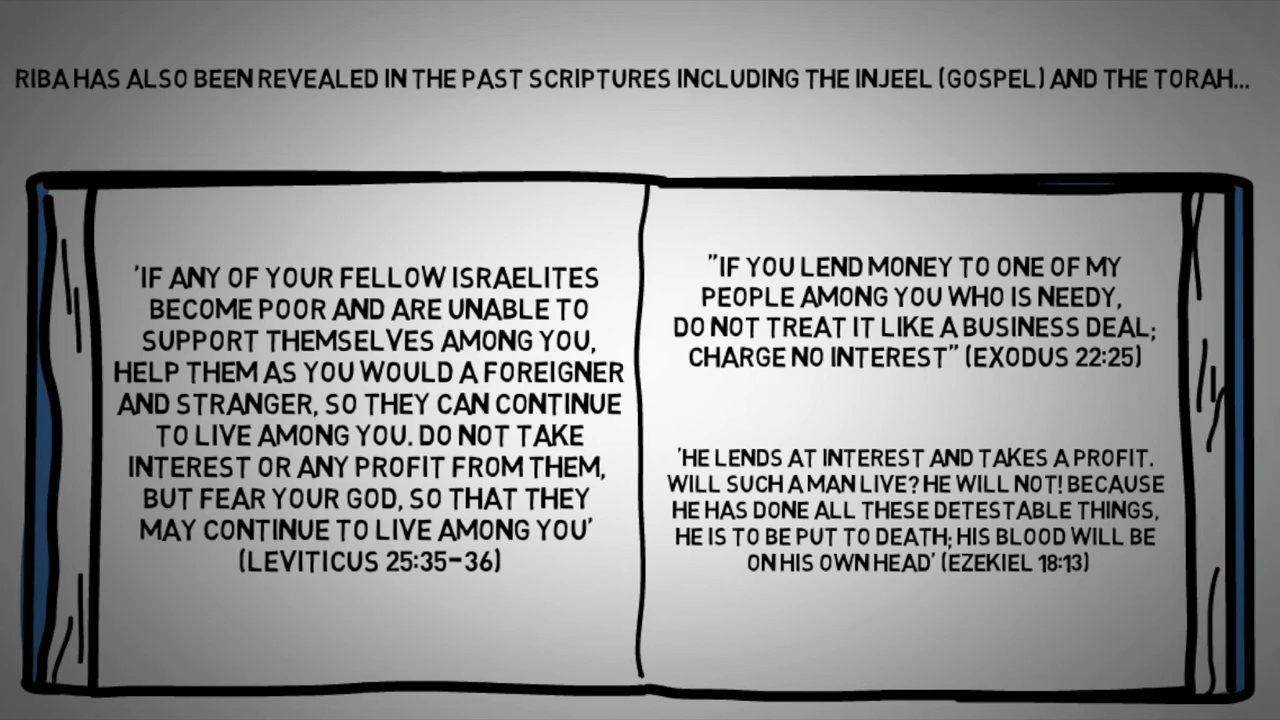 RIBA HAS ALSO BEEN REVEALED IN THE PAST SCRIPTURES INCLUDING THE INJEEL (GOSPEL) AND THE TORAH...
'IF ANY OF YOUR FELLOW ISRAELITES
BECOME POOR AND ARE UNABLE TO
SUPPORT THEMSELVES AMONG YOU,
HELP THEM AS YOU WOULD A FOREIGNER
AND STRANGER, SO THEY CAN CONTINUE
TO LIVE AMONG YOU. DO NOT TAKE
INTEREST OR ANY PROFIT FROM THEM,
BUT FEAR YOUR GOD, SO THAT THEY
MAY CONTINUE TO LIVE AMONG YOU'
(LEVITICUS 25:35-36)
"IF YOU LEND MONEY TO ONE OF MY
PEOPLE AMONG YOU WHO IS NEEDY,
DO NOT TREAT IT LIKE A BUSINESS DEAL;
CHARGE NO INTEREST" (EXODUS 22:25)
'HE LENDS AT INTEREST AND TAKES A PROFIT.
WILL SUCH A MAN LIVE? HE WILL NOT! BECAUSE
HE HAS DONE ALL THESE DETESTABLE THINGS,
HE IS TO BE PUT TO DEATH; HIS BLOOD WILL BE
ON HIS OWN HEAD' (EZEKIEL 18:13)